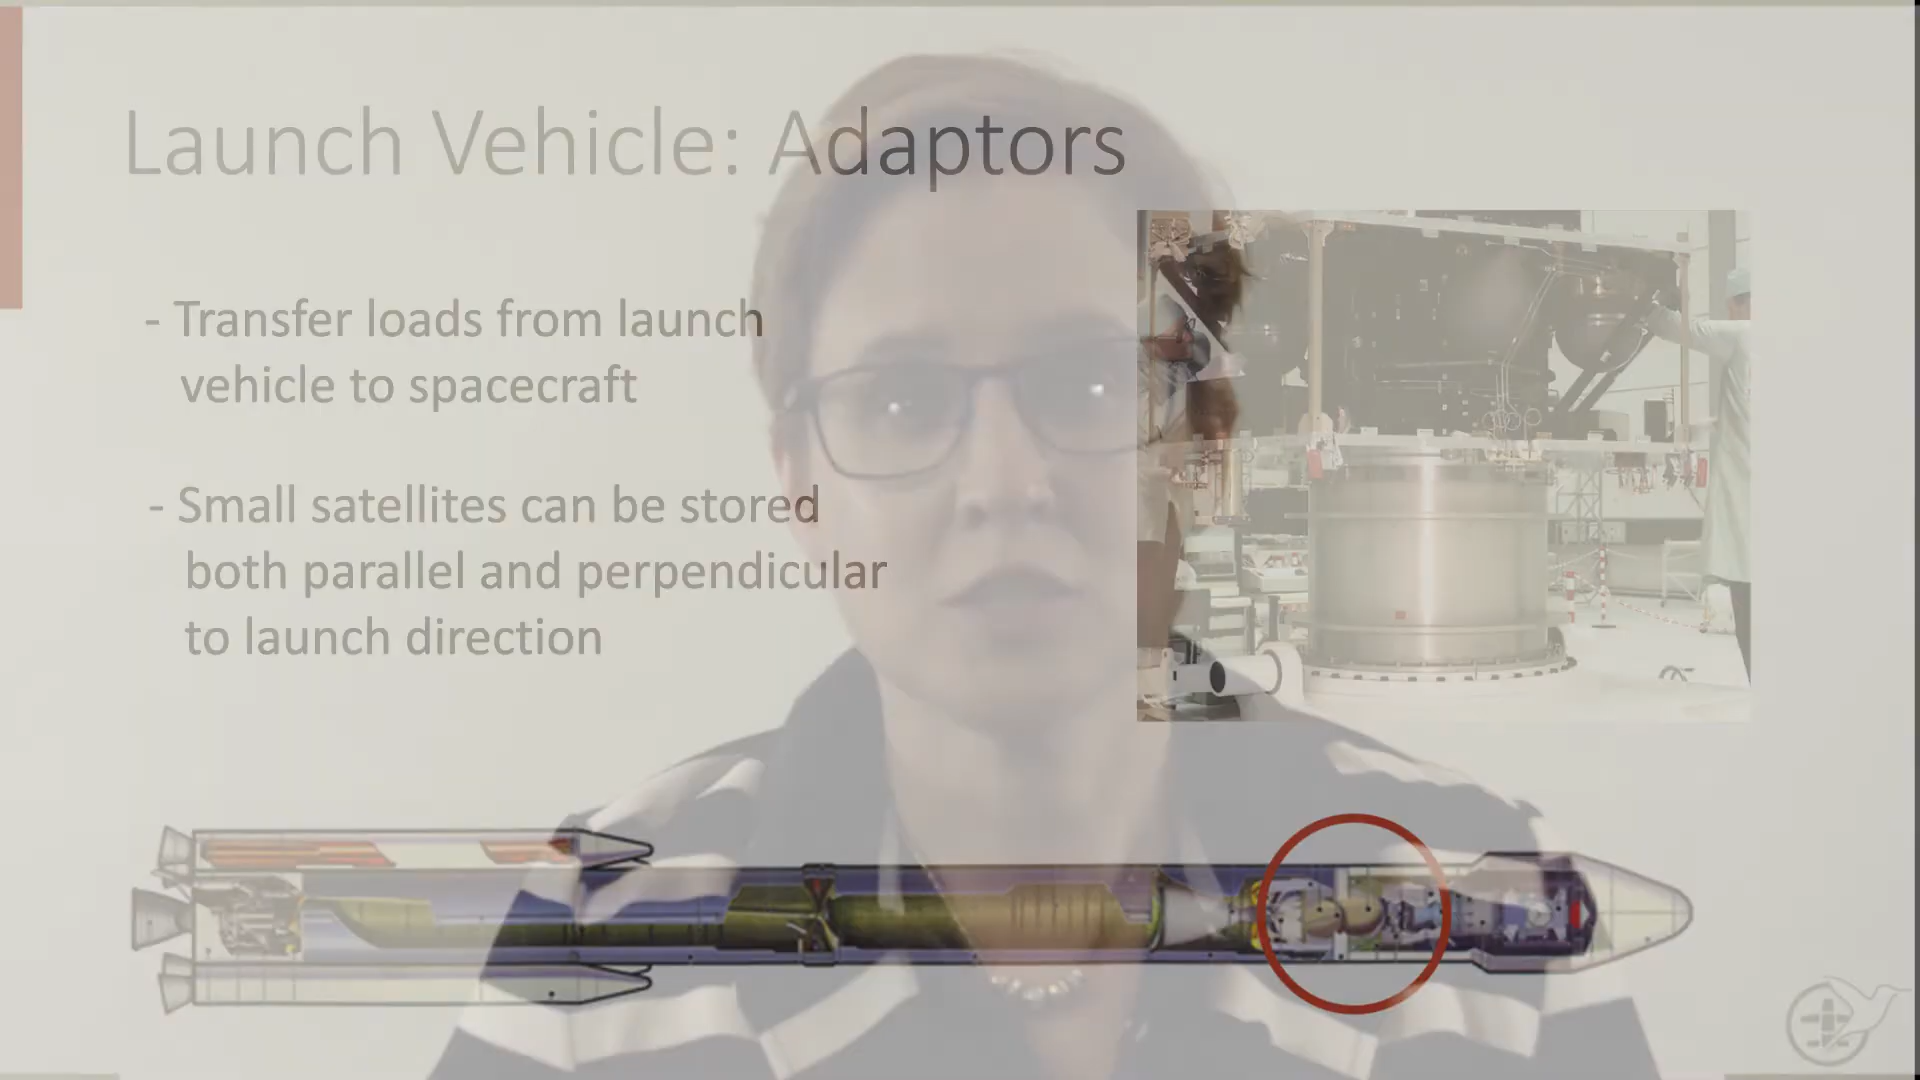 Launch Vehicle: Adaptors
- Transfer loads from launch
vehicle to spacecraft
- Small satellites can be stored
both parallel and perpendicular
to launch direction